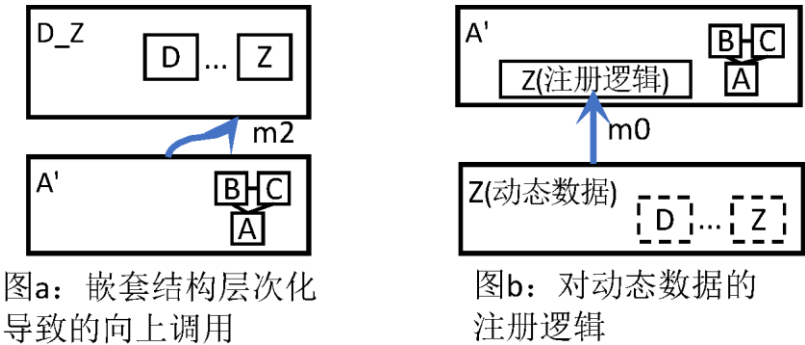 D_Z
D ... Z
m2
A'
B C
A
图a：嵌套结构层次化
导致的向上调用
A'
B C
A
Z(注册逻辑)
m0
Z(动态数据)
D ... Z
图b：对动态数据的
注册逻辑